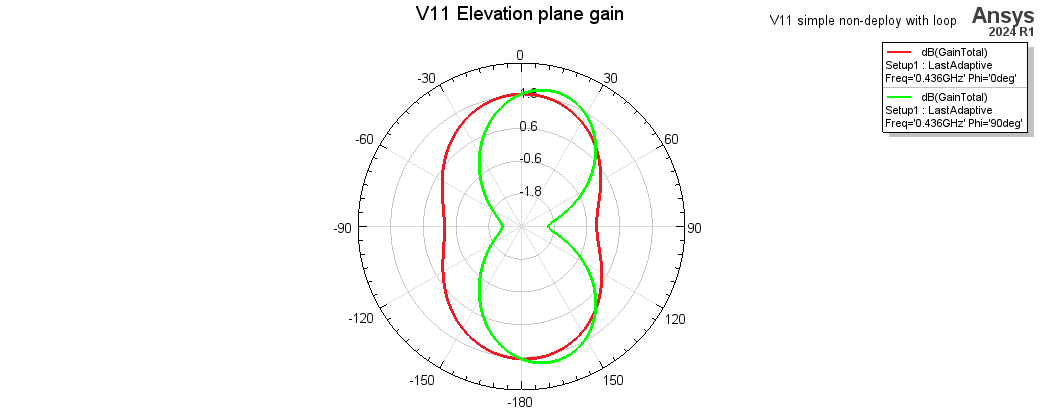 V11 Elevation plane gain
V11 simple non-deploy with loop
Ansys
2024 R1
dB(GainTotal)
Setup1 : LastAdaptive
Freq='0.436GHz' Phi='0deg'
dB(GainTotal)
Setup1 : LastAdaptive
Freq='0.436GHz' Phi='90deg'
0
-30
30
-60
60
-90
90
-120
120
-150
150
-180
0.6
-0.6
-1.8